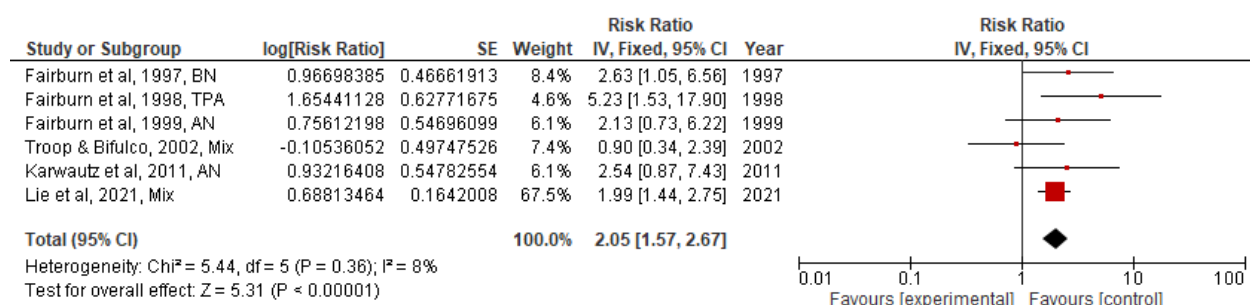 Risk Ratio Risk Ratio
Study or Subgroup log[Risk Ratio] SE Weight IV, Fixed, 95% CI Year IV, Fixed, 95% CI
Fairburn et al, 1997, BN 0.96698385 0.46661913 8.4% 2.63 [1.05, 6.56] 1997
Fairburn et al, 1998, TPA 1.65441128 0.62771675 4.6% 5.23 [1.53, 17.90] 1998
Fairburn et al, 1999, AN 0.75612198 0.54696099 6.1% 2.13 [0.73, 6.22] 1999
Troop & Bifulco, 2002, Mix -0.10536052 0.49747526 7.4% 0.90 [0.34, 2.39] 2002
Karwautz et al, 2011, AN 0.93216408 0.54782554 6.1% 2.54 [0.87, 7.43] 2011
Lie et al, 2021, Mix 0.68813464 0.1642008 67.5% 1.99 [1.44, 2.75] 2021
Total (95% CI) 100.0% 2.05 [1.57, 2.67]
Heterogeneity: Chi² = 5.44, df = 5 (P = 0.36); I² = 8%
Test for overall effect: Z = 5.31 (P < 0.00001)
0.01 0.1 1 10 100
Favours [experimental] Favours [control]